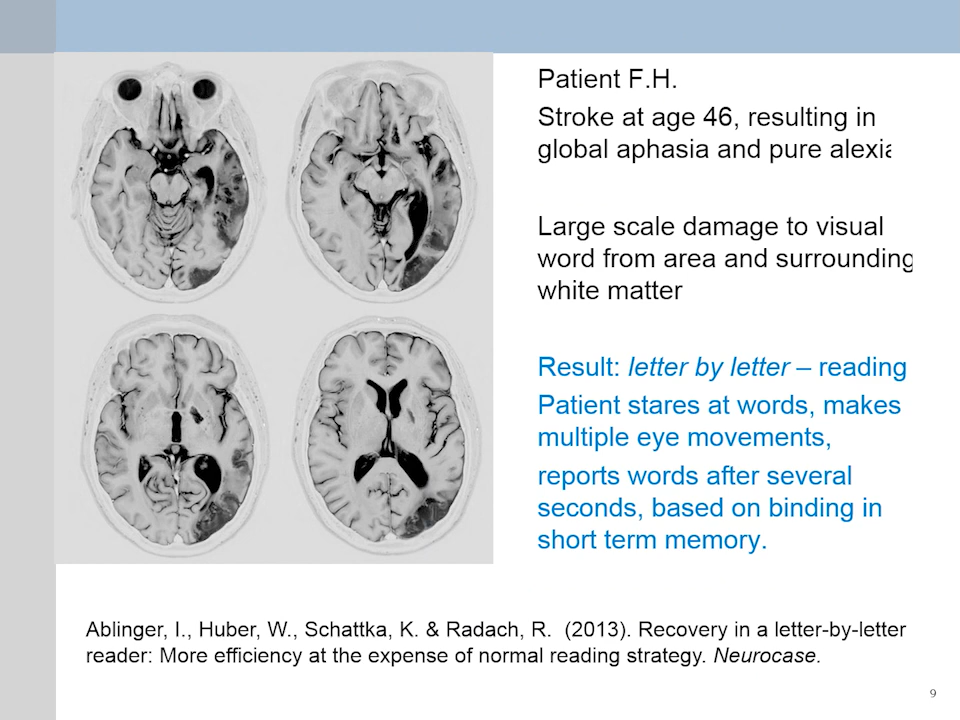 Patient F.H.
Stroke at age 46, resulting in
global aphasia and pure alexia
Large scale damage to visual
word from area and surrounding
white matter
Result: letter by letter – reading
Patient stares at words, makes
multiple eye movements,
reports words after several
seconds, based on binding in
short term memory.
Ablinger, I., Huber, W., Schattka, K. & Radach, R. (2013). Recovery in a letter-by-letter
reader: More efficiency at the expense of normal reading strategy. Neurocase.
9